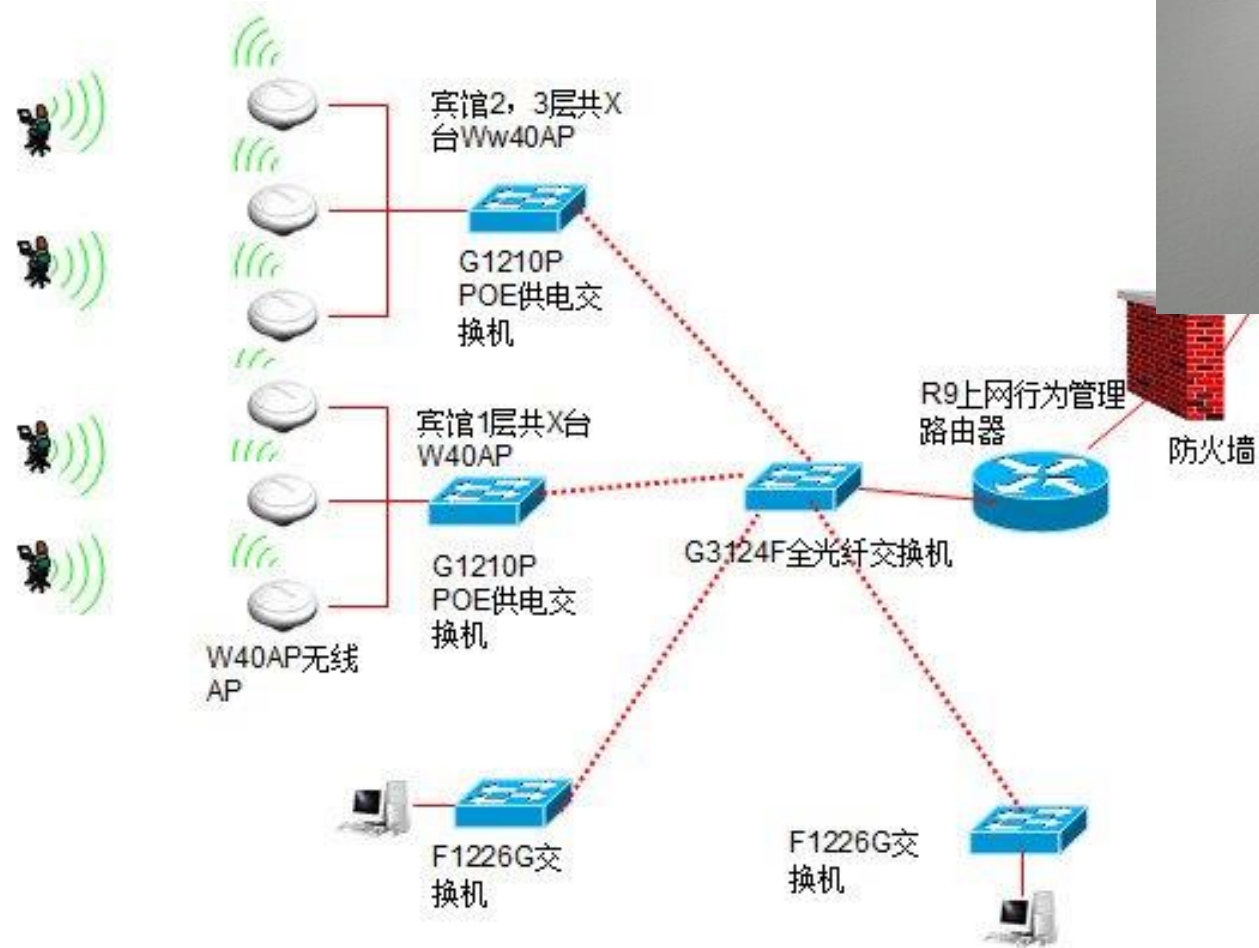 宾馆2，3层共X
台Ww40AP
G1210P
POE供电交
换机
宾馆1层共X台
W40AP
G1210P
POE供电交
换机
W40AP无线
AP
G3124F全光纤交换机
R9上网行为管理
路由器
防火墙
F1226G交
换机
F1226G交
换机